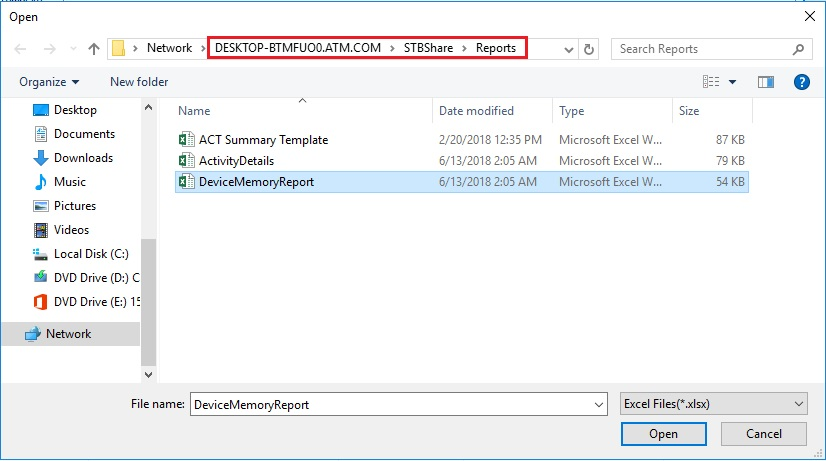 Open
Network DESKTOP-BTMFUO0.ATM.COM STBShare Reports Search Reports
Organize New folder
Name Date modified Type Size
ACT Summary Template 2/20/2018 12:35 PM Microsoft Excel W... 87 KB
ActivityDetails 6/13/2018 2:05 AM Microsoft Excel W... 79 KB
DeviceMemoryReport 6/13/2018 2:05 AM Microsoft Excel W... 54 KB
Desktop
Documents
Downloads
Music
Pictures
Videos
Local Disk (C:)
DVD Drive (D:) C
DVD Drive (E:) 15
Network
File name: DeviceMemoryReport Excel Files(*.xlsx)
Open Cancel